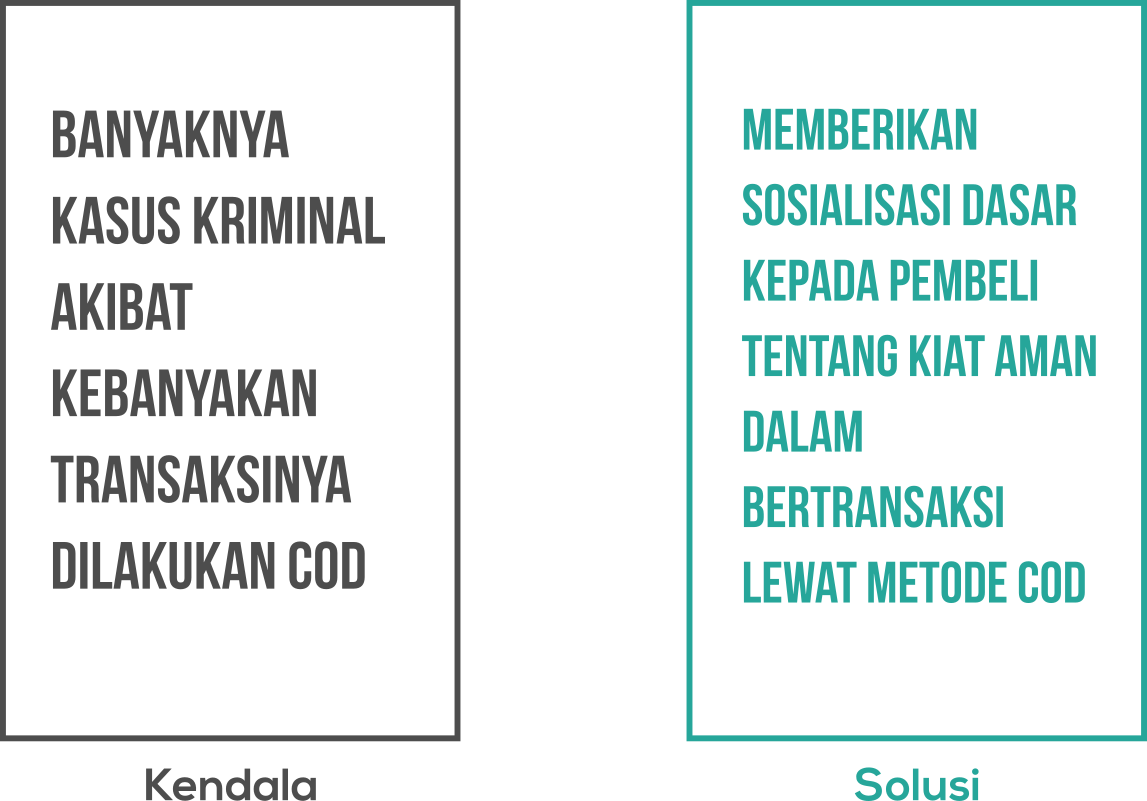 BANYAKNYA
KASUS KRIMINAL
AKIBAT
KEBANYAKAN
TRANSAKSINYA
DILAKUKAN COD
Kendala
MEMBERIKAN
SOSIALISASI DASAR
KEPADA PEMBELI
TENTANG KIAT AMAN
DALAM
BERTRANSAKSI
LEWAT METODE COD
Solusi